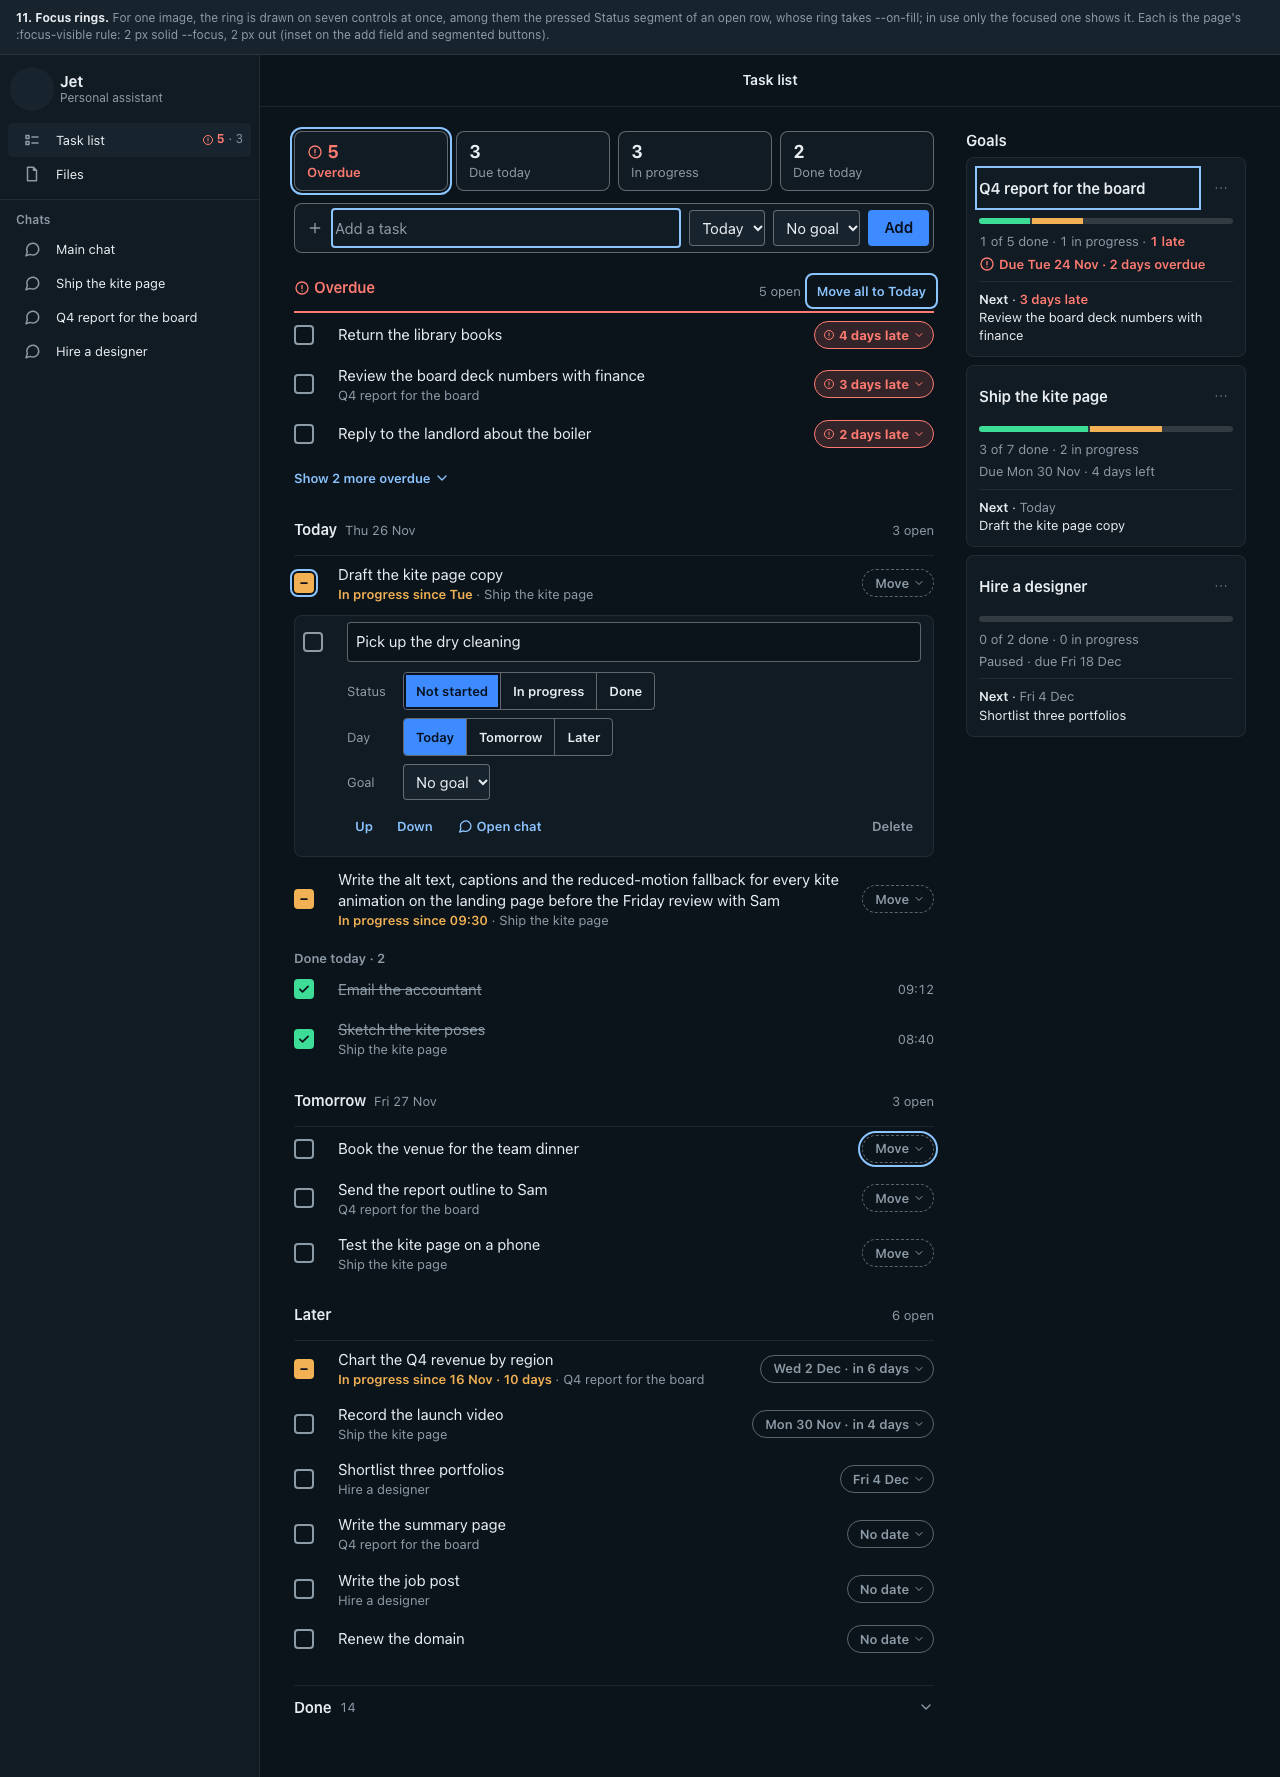 11. Focus rings. For one image, the ring is drawn on seven controls at once, among them the pressed Status segment of an open row, whose ring takes --on-fill; in use only the focused one shows it. Each is the page's
:focus-visible rule: 2 px solid --focus, 2 px out (inset on the add field and segmented buttons).
Jet
Personal assistant
Task list
5 · 3
Files
Chats
Main chat
Ship the kite page
Q4 report for the board
Hire a designer
Task list
5
Overdue
3
Due today
3
In progress
2
Done today
Add a task
Today
No goal
Add
Overdue
5 open
Move all to Today
Return the library books
4 days late
Review the board deck numbers with finance
Q4 report for the board
3 days late
Reply to the landlord about the boiler
2 days late
Show 2 more overdue
Today Thu 26 Nov
3 open
Draft the kite page copy
In progress since Tue · Ship the kite page
Move
Pick up the dry cleaning
Status
Not started
In progress
Done
Day
Today
Tomorrow
Later
Goal
No goal
Up
Down
Open chat
Delete
Write the alt text, captions and the reduced-motion fallback for every kite
animation on the landing page before the Friday review with Sam
In progress since 09:30 · Ship the kite page
Move
Done today · 2
Email the accountant
09:12
Sketch the kite poses
Ship the kite page
08:40
Tomorrow Fri 27 Nov
3 open
Book the venue for the team dinner
Move
Send the report outline to Sam
Q4 report for the board
Move
Test the kite page on a phone
Ship the kite page
Move
Later
6 open
Chart the Q4 revenue by region
In progress since 16 Nov · 10 days · Q4 report for the board
Wed 2 Dec · in 6 days
Record the launch video
Ship the kite page
Mon 30 Nov · in 4 days
Shortlist three portfolios
Hire a designer
Fri 4 Dec
Write the summary page
Q4 report for the board
No date
Write the job post
Hire a designer
No date
Renew the domain
No date
Done 14
Goals
Q4 report for the board
1 of 5 done · 1 in progress · 1 late
Due Tue 24 Nov · 2 days overdue
Next · 3 days late
Review the board deck numbers with
finance
Ship the kite page
3 of 7 done · 2 in progress
Due Mon 30 Nov · 4 days left
Next · Today
Draft the kite page copy
Hire a designer
0 of 2 done · 0 in progress
Paused · due Fri 18 Dec
Next · Fri 4 Dec
Shortlist three portfolios